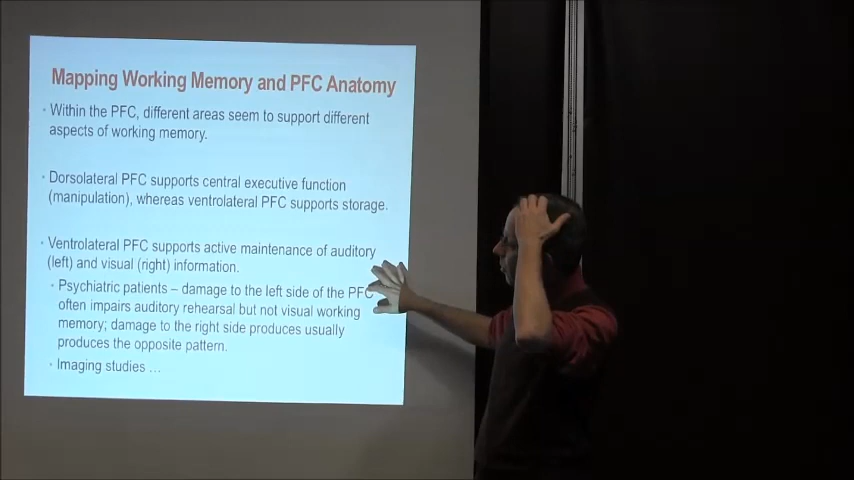 Mapping Working Memory and PFC Anatomy
• Within the PFC, different areas seem to support different
aspects of working memory.
• Dorsolateral PFC supports central executive function
(manipulation), whereas ventrolateral PFC supports storage.
• Ventrolateral PFC supports active maintenance of auditory
(left) and visual (right) information.
• Psychiatric patients – damage to the left side of the PFC
often impairs auditory rehearsal but not visual working
memory; damage to the right side produces usually
produces the opposite pattern.
• Imaging studies …